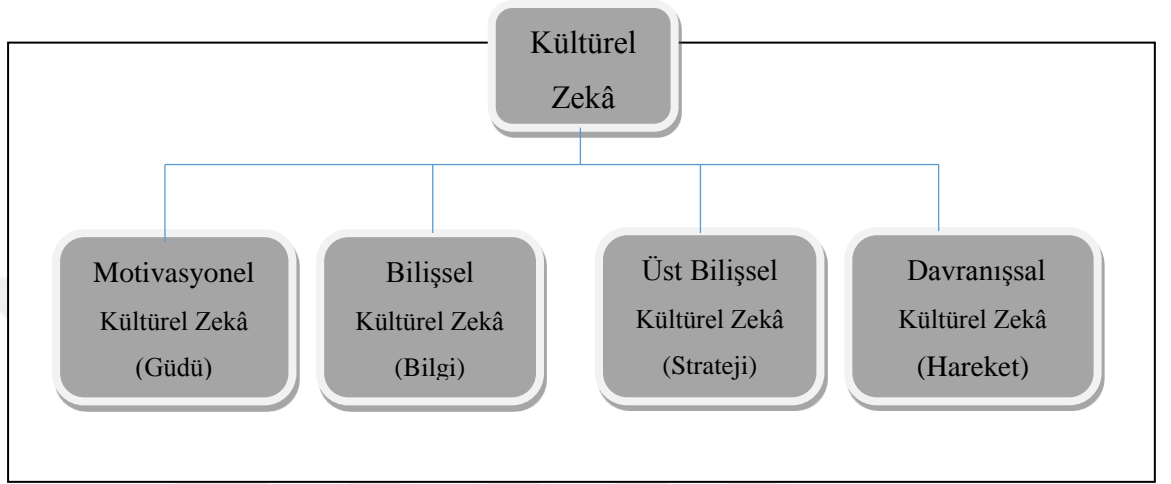 Kültürel
Zekâ
Motivasyonel
Kültürel Zekâ
(Güdü)
Bilişsel
Kültürel Zekâ
(Bilgi)
Üst Bilişsel
Kültürel Zekâ
(Strateji)
Davranışsal
Kültürel Zekâ
(Hareket)